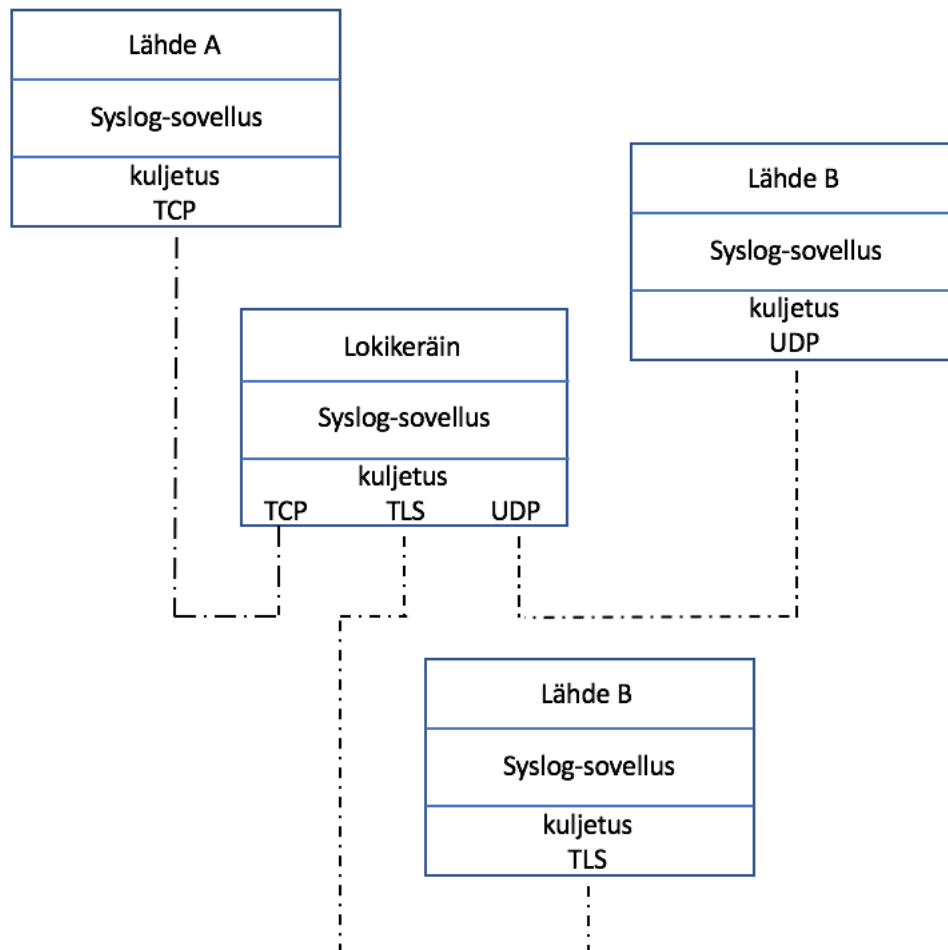 Lähde A
Syslog-sovellus
kuljetus
TCP
Lähde B
Syslog-sovellus
kuljetus
UDP
Lokikeräin
Syslog-sovellus
kuljetus
TCP TLS UDP
Lähde B
Syslog-sovellus
kuljetus
TLS